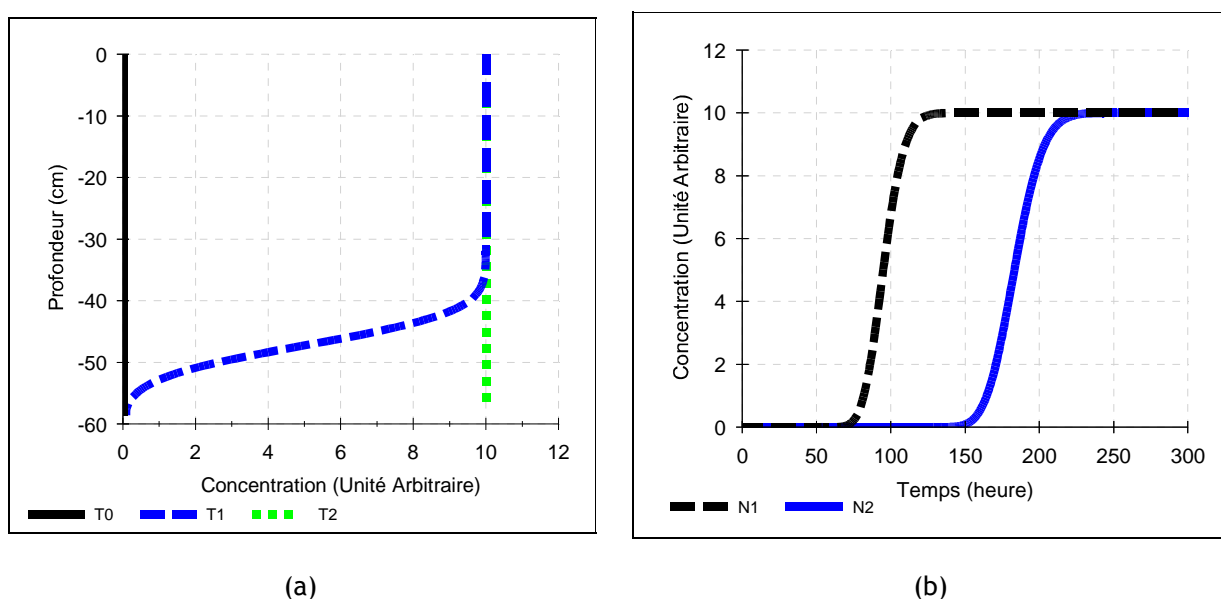 0
-10
-20
-30
-40
-50
-60
Profondeur (cm)
0 2 4 6 8 10 12
Concentration (Unité Arbitraire)
T0 T1 T2
(a)
12
10
8
6
4
2
0
Concentration (Unité Arbitraire)
0 50 100 150 200 250 300
Temps (heure)
N1 N2
(b)